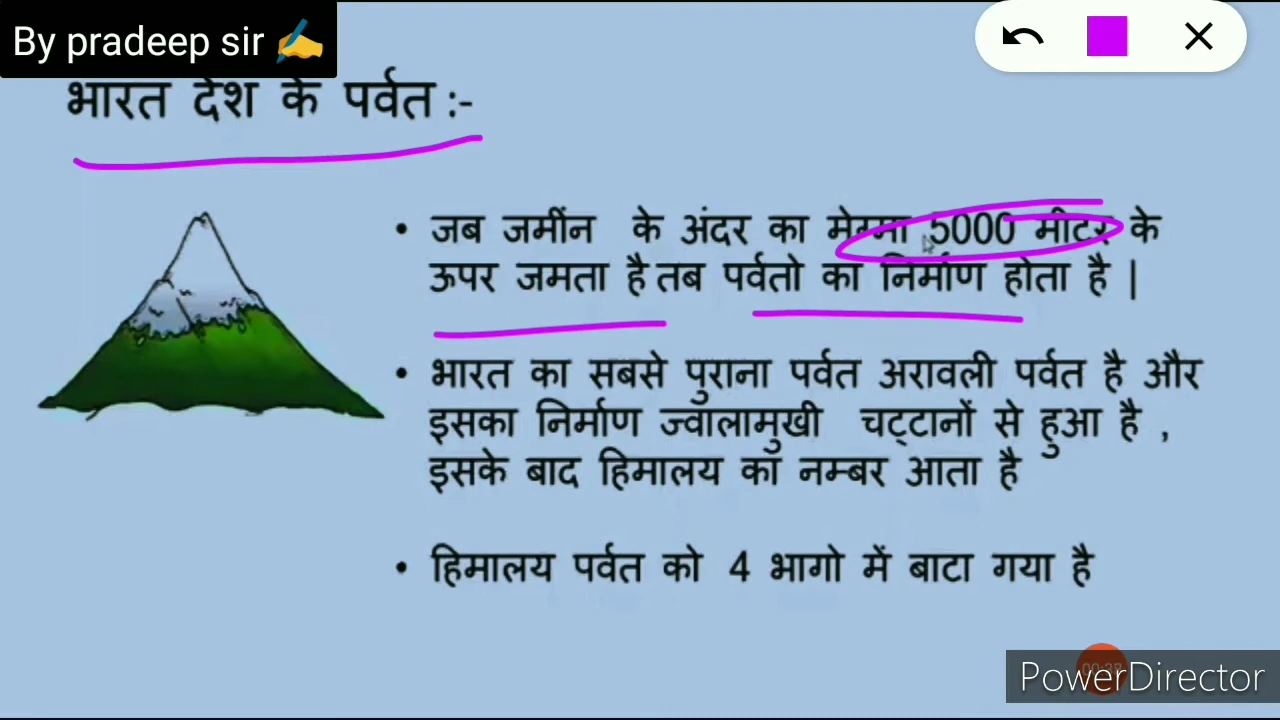 By pradeep sir ✍️
भारत देश के पर्वत :-
• जब जमींन के अंदर का मेग्मा 5000 मीटर के
ऊपर जमता है तब पर्वतो का निर्माण होता है |
• भारत का सबसे पुराना पर्वत अरावली पर्वत है और
इसका निर्माण ज्वालामुखी चट्टानों से हुआ है ,
इसके बाद हिमालय का नम्बर आता है
• हिमालय पर्वत को 4 भागो में बाटा गया है
PowerDirector